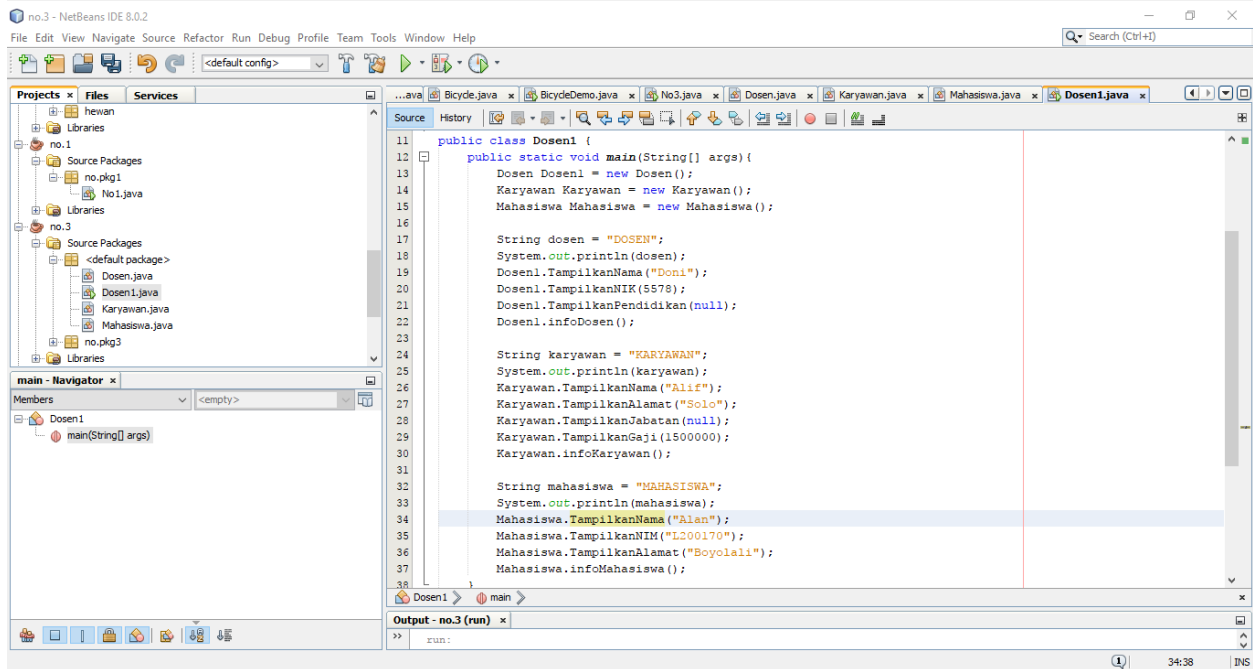 no.3 - NetBeans IDE 8.0.2
File Edit View Navigate Source Refactor Run Debug Profile Team Tools Window Help
Search (Ctrl+I)
<default config>
Projects x Files Services
hewan
Libraries
no.1
Source Packages
no.pkg1
No1.java
Libraries
no.3
Source Packages
<default package>
Dosen.java
Dosen1.java
Karyawan.java
Mahasiswa.java
no.pkg3
Libraries
main - Navigator x
Members <empty>
Dosen1
main(String[] args)
...ava Bicycle.java x BicycleDemo.java x No3.java x Dosen.java x Karyawan.java x Mahasiswa.java x Dosen1.java x
Source History
11 public class Dosen1 {
12 public static void main(String[] args){
13 Dosen Dosen1 = new Dosen();
14 Karyawan Karyawan = new Karyawan();
15 Mahasiswa Mahasiswa = new Mahasiswa();
16
17 String dosen = "DOSEN";
18 System.out.println(dosen);
19 Dosen1.TampilkanNama("Doni");
20 Dosen1.TampilkanNIK(5578);
21 Dosen1.TampilkanPendidikan(null);
22 Dosen1.infoDosen();
23
24 String karyawan = "KARYAWAN";
25 System.out.println(karyawan);
26 Karyawan.TampilkanNama("Alif");
27 Karyawan.TampilkanAlamat("Solo");
28 Karyawan.TampilkanJabatan(null);
29 Karyawan.TampilkanGaji(1500000);
30 Karyawan.infoKaryawan();
31
32 String mahasiswa = "MAHASISWA";
33 System.out.println(mahasiswa);
34 Mahasiswa.TampilkanNama("Alan");
35 Mahasiswa.TampilkanNIM("L200170");
36 Mahasiswa.TampilkanAlamat("Boyolali");
37 Mahasiswa.infoMahasiswa();
38 }
Dosen1 main
Output - no.3 (run) x
run:
1 34:38 INS